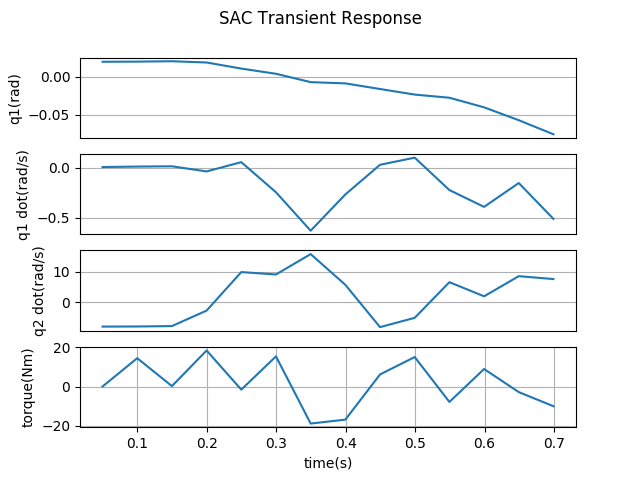 SAC Transient Response
q1(rad)
0.00
−0.05
q1 dot(rad/s)
0.0
−0.5
q2 dot(rad/s)
10
0
torque(Nm)
20
0
−20
0.1 0.2 0.3 0.4 0.5 0.6 0.7
time(s)